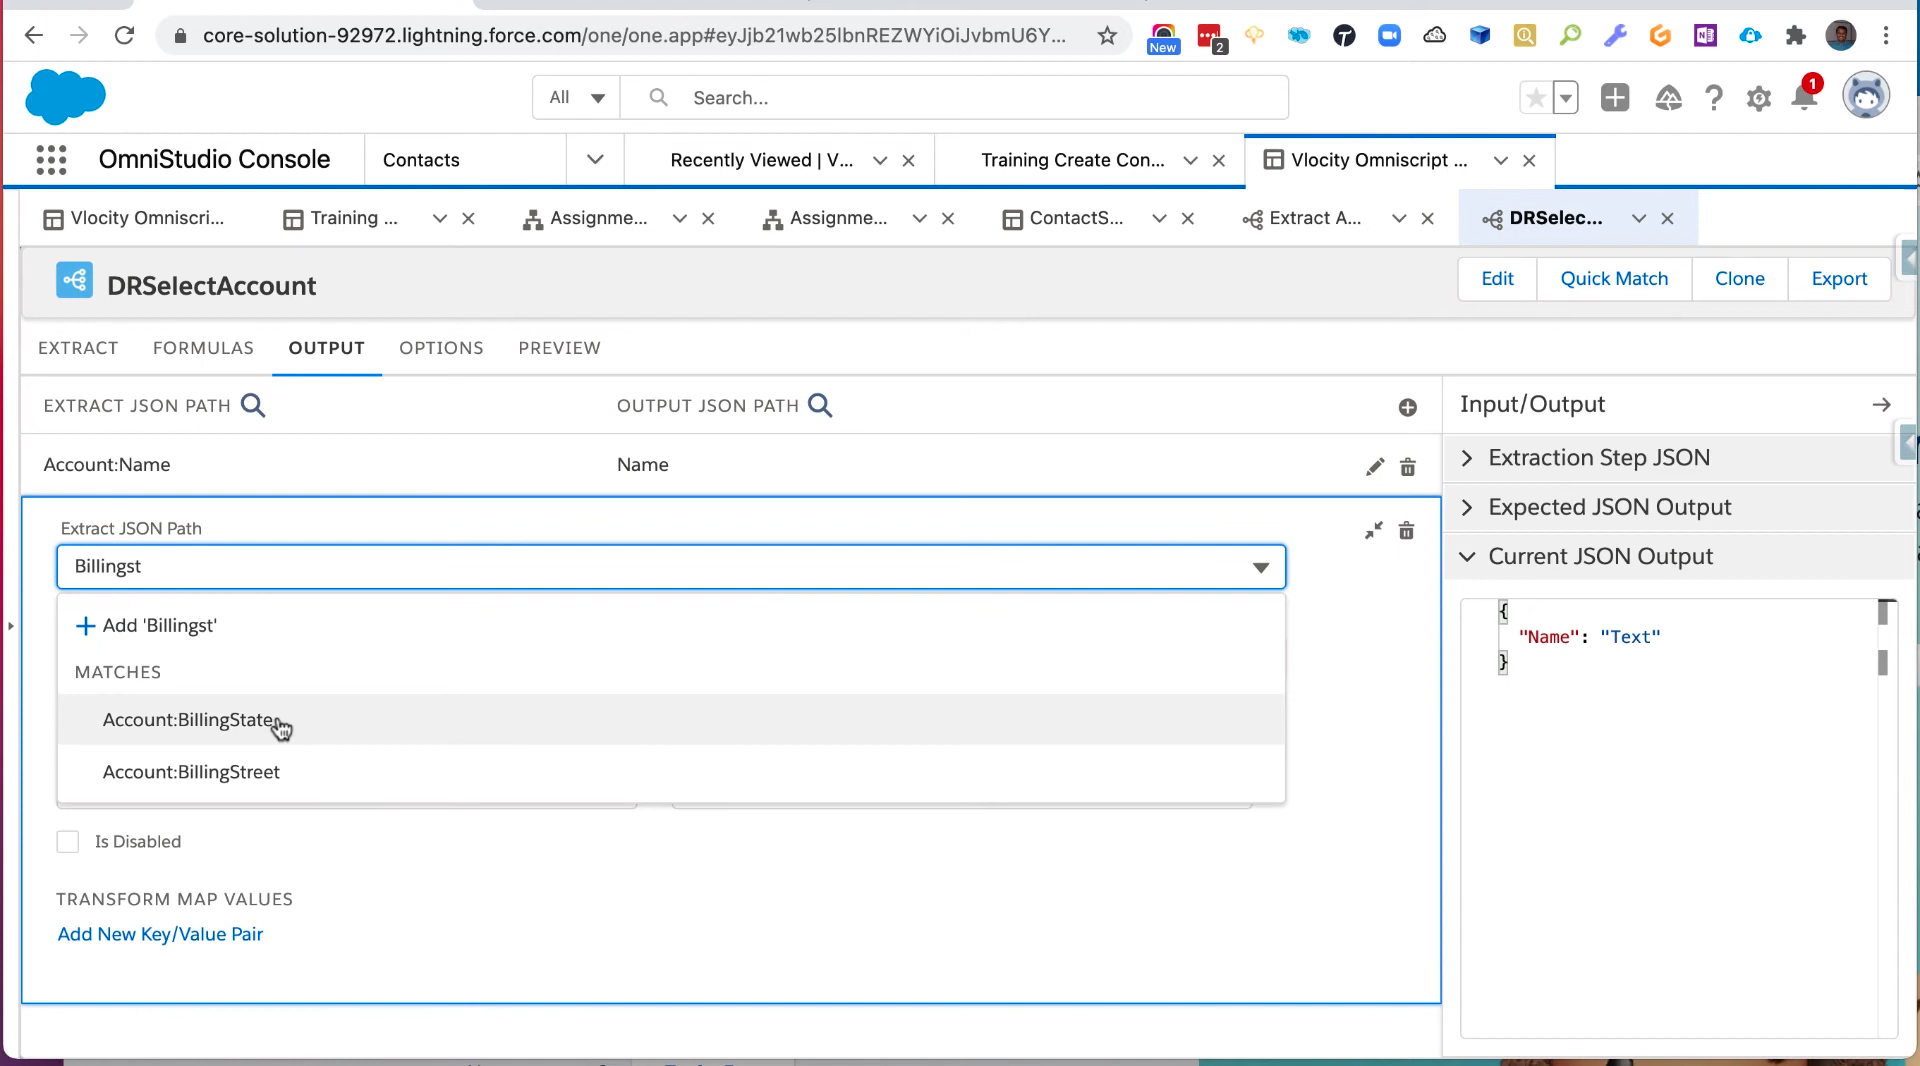 core-solution-92972.lightning.force.com/one/one.app#eyJjb21wb25lbnREZWYiOiJvbmU6Y...
New
2
All
Search...
1
OmniStudio Console
Contacts
Recently Viewed | V...
Training Create Con...
Vlocity Omniscript ...
Vlocity Omniscri...
Training ...
Assignme...
Assignme...
ContactS...
Extract A...
DRSelec...
DRSelectAccount
Edit
Quick Match
Clone
Export
EXTRACT
FORMULAS
OUTPUT
OPTIONS
PREVIEW
EXTRACT JSON PATH
OUTPUT JSON PATH
Input/Output
Account:Name
Name
Extraction Step JSON
Expected JSON Output
Current JSON Output
Extract JSON Path
Billingst
Add 'Billingst'
MATCHES
Account:BillingState
Account:BillingStreet
{
"Name": "Text"
}
Is Disabled
TRANSFORM MAP VALUES
Add New Key/Value Pair